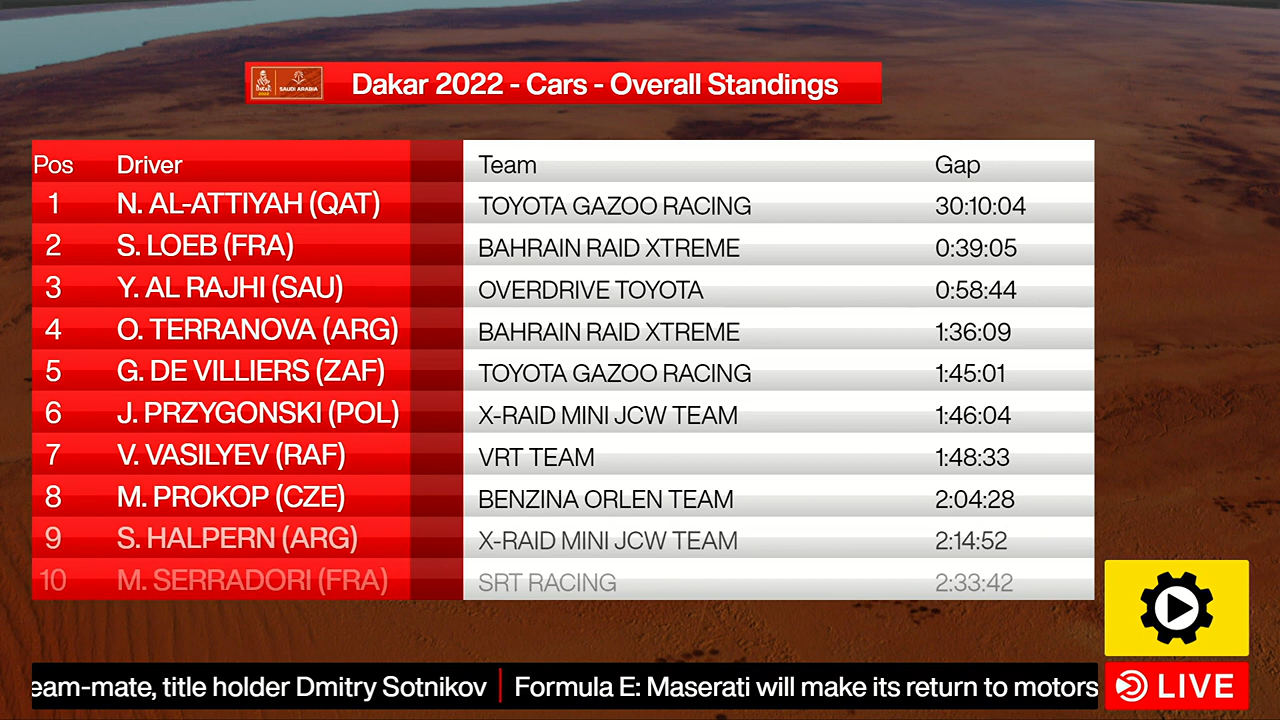 DAKAR 2022 SAUDI ARABIA
Dakar 2022 - Cars - Overall Standings
Pos Driver Team Gap
1 N. AL-ATTIYAH (QAT) TOYOTA GAZOO RACING 30:10:04
2 S. LOEB (FRA) BAHRAIN RAID XTREME 0:39:05
3 Y. AL RAJHI (SAU) OVERDRIVE TOYOTA 0:58:44
4 O. TERRANOVA (ARG) BAHRAIN RAID XTREME 1:36:09
5 G. DE VILLIERS (ZAF) TOYOTA GAZOO RACING 1:45:01
6 J. PRZYGONSKI (POL) X-RAID MINI JCW TEAM 1:46:04
7 V. VASILYEV (RAF) VRT TEAM 1:48:33
8 M. PROKOP (CZE) BENZINA ORLEN TEAM 2:04:28
9 S. HALPERN (ARG) X-RAID MINI JCW TEAM 2:14:52
10 M. SERRADORI (FRA) SRT RACING 2:33:42
eam-mate, title holder Dmitry Sotnikov Formula E: Maserati will make its return to motors
LIVE